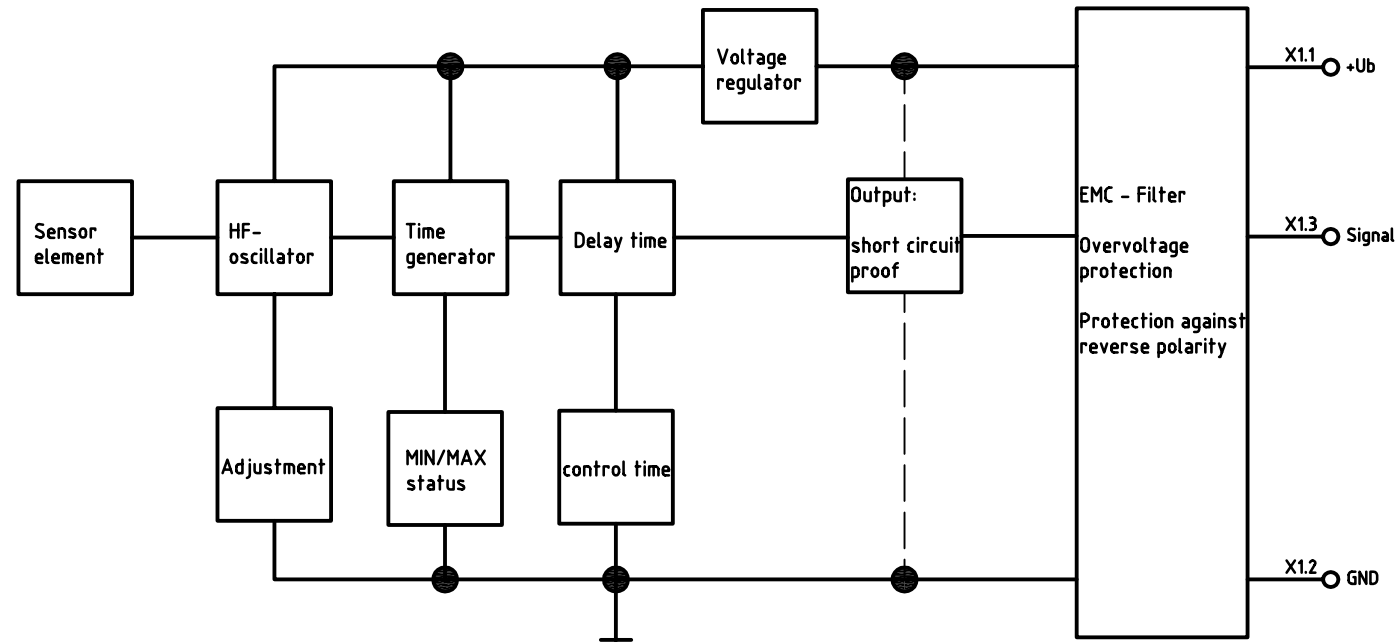 Voltage
regulator
X1.1
+Ub
Sensor
element
HF-
oscillator
Time
generator
Delay time
Output:
short circuit
proof
EMC - Filter
Overvoltage
protection
Protection against
reverse polarity
X1.3
Signal
Adjustment
MIN/MAX
status
control time
X1.2
GND